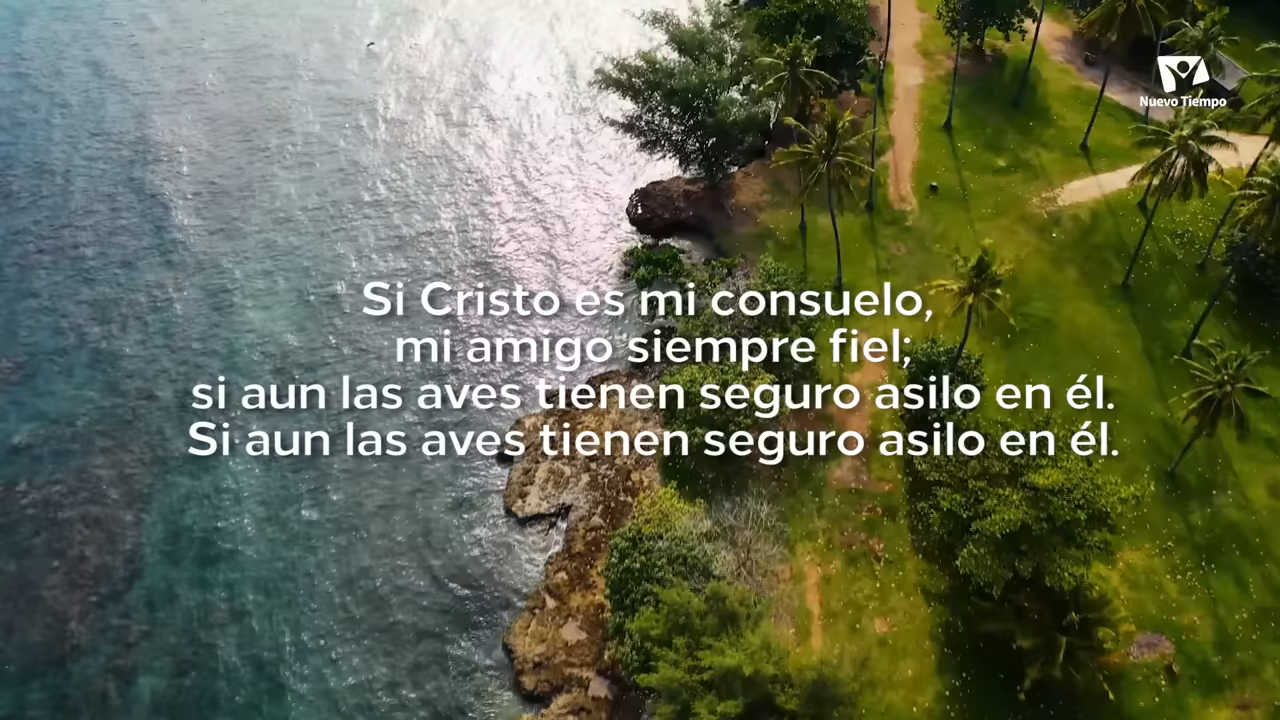 Nuevo Tiempo
Si Cristo es mi consuelo,
mi amigo siempre fiel;
si aun las aves tienen seguro asilo en él.
Si aun las aves tienen seguro asilo en él.